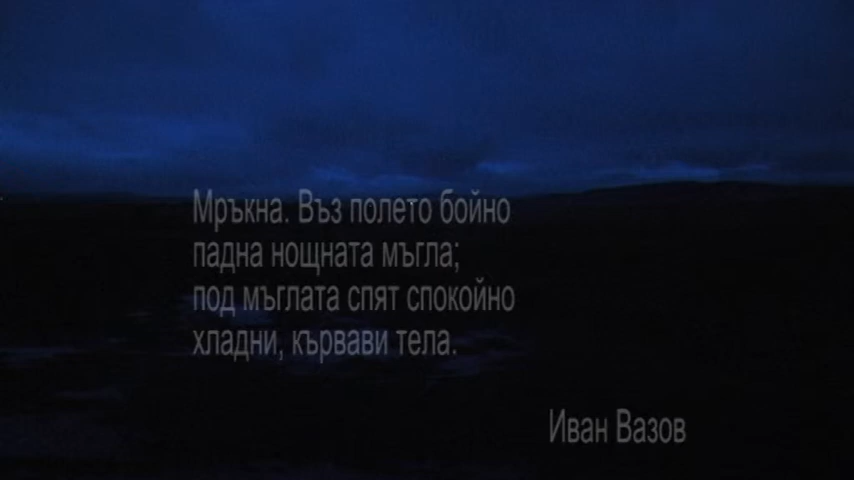 Мръкна. Въз полето бойно
падна нощната мъгла;
под мъглата спят спокойно
хладни, кървави тела.
Иван Вазов